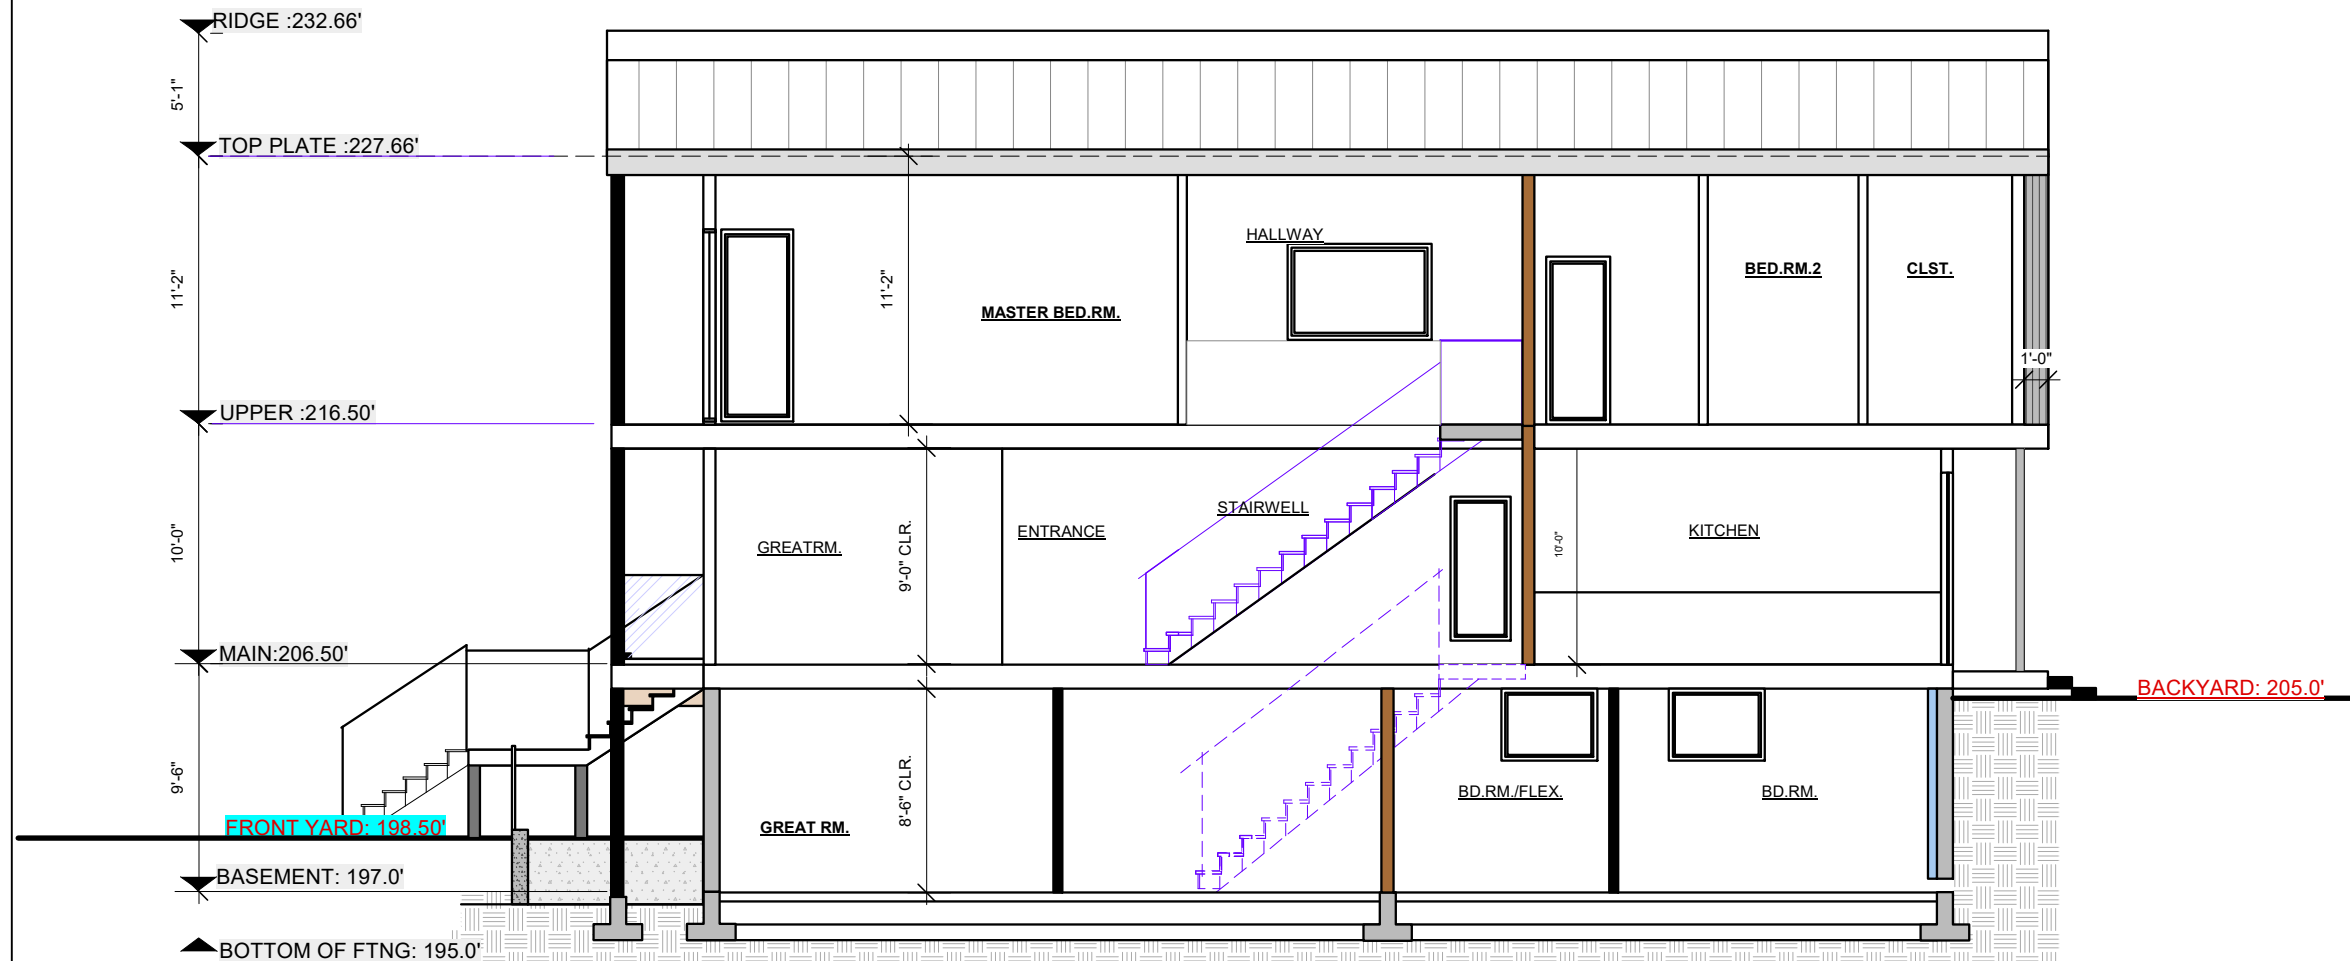 RIDGE :232.66'
5'-1"
TOP PLATE :227.66'
HALLWAY
BED.RM.2
CLST.
11'-2"
11'-2"
MASTER BED.RM.
1'-0"
UPPER :216.50'
STAIRWELL
10'-0"
GREATRM.
9'-0" CLR.
ENTRANCE
10'-0"
KITCHEN
MAIN:206.50'
BACKYARD: 205.0'
9'-6"
8'-6" CLR.
BD.RM./FLEX.
BD.RM.
FRONT YARD: 198.50'
GREAT RM.
BASEMENT: 197.0'
BOTTOM OF FTNG: 195.0'